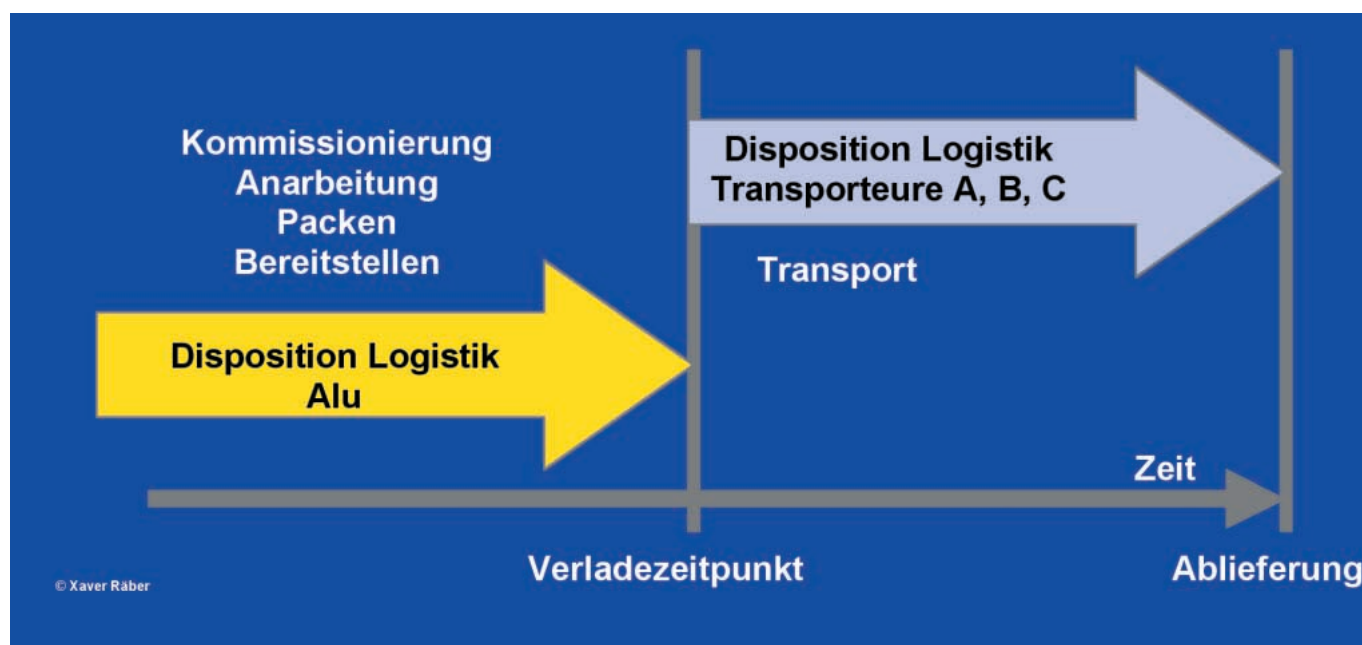 Kommissionierung
Anarbeitung
Packen
Bereitstellen
Disposition Logistik
Alu
Disposition Logistik
Transporteure A, B, C
Transport
Zeit
Verladezeitpunkt
Ablieferung
© Xaver Räber